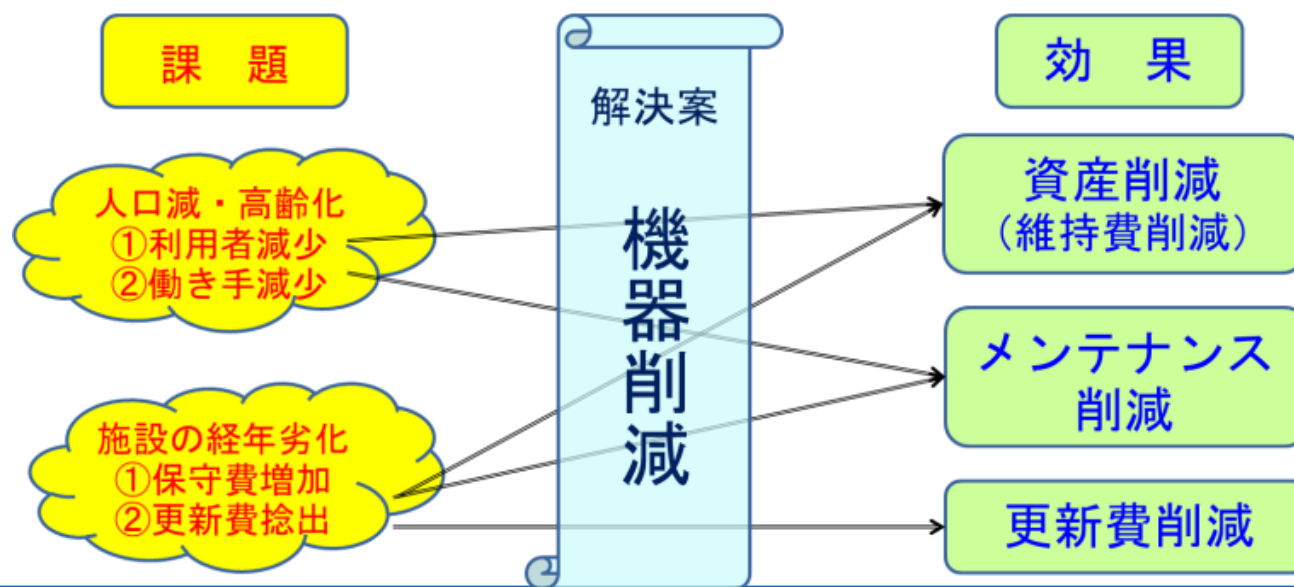 課　題
人口減・高齢化
①利用者減少
②働き手減少
施設の経年劣化
①保守費増加
②更新費捻出
解決案
機器削減
効　果
資産削減
（維持費削減）
メンテナンス
削減
更新費削減